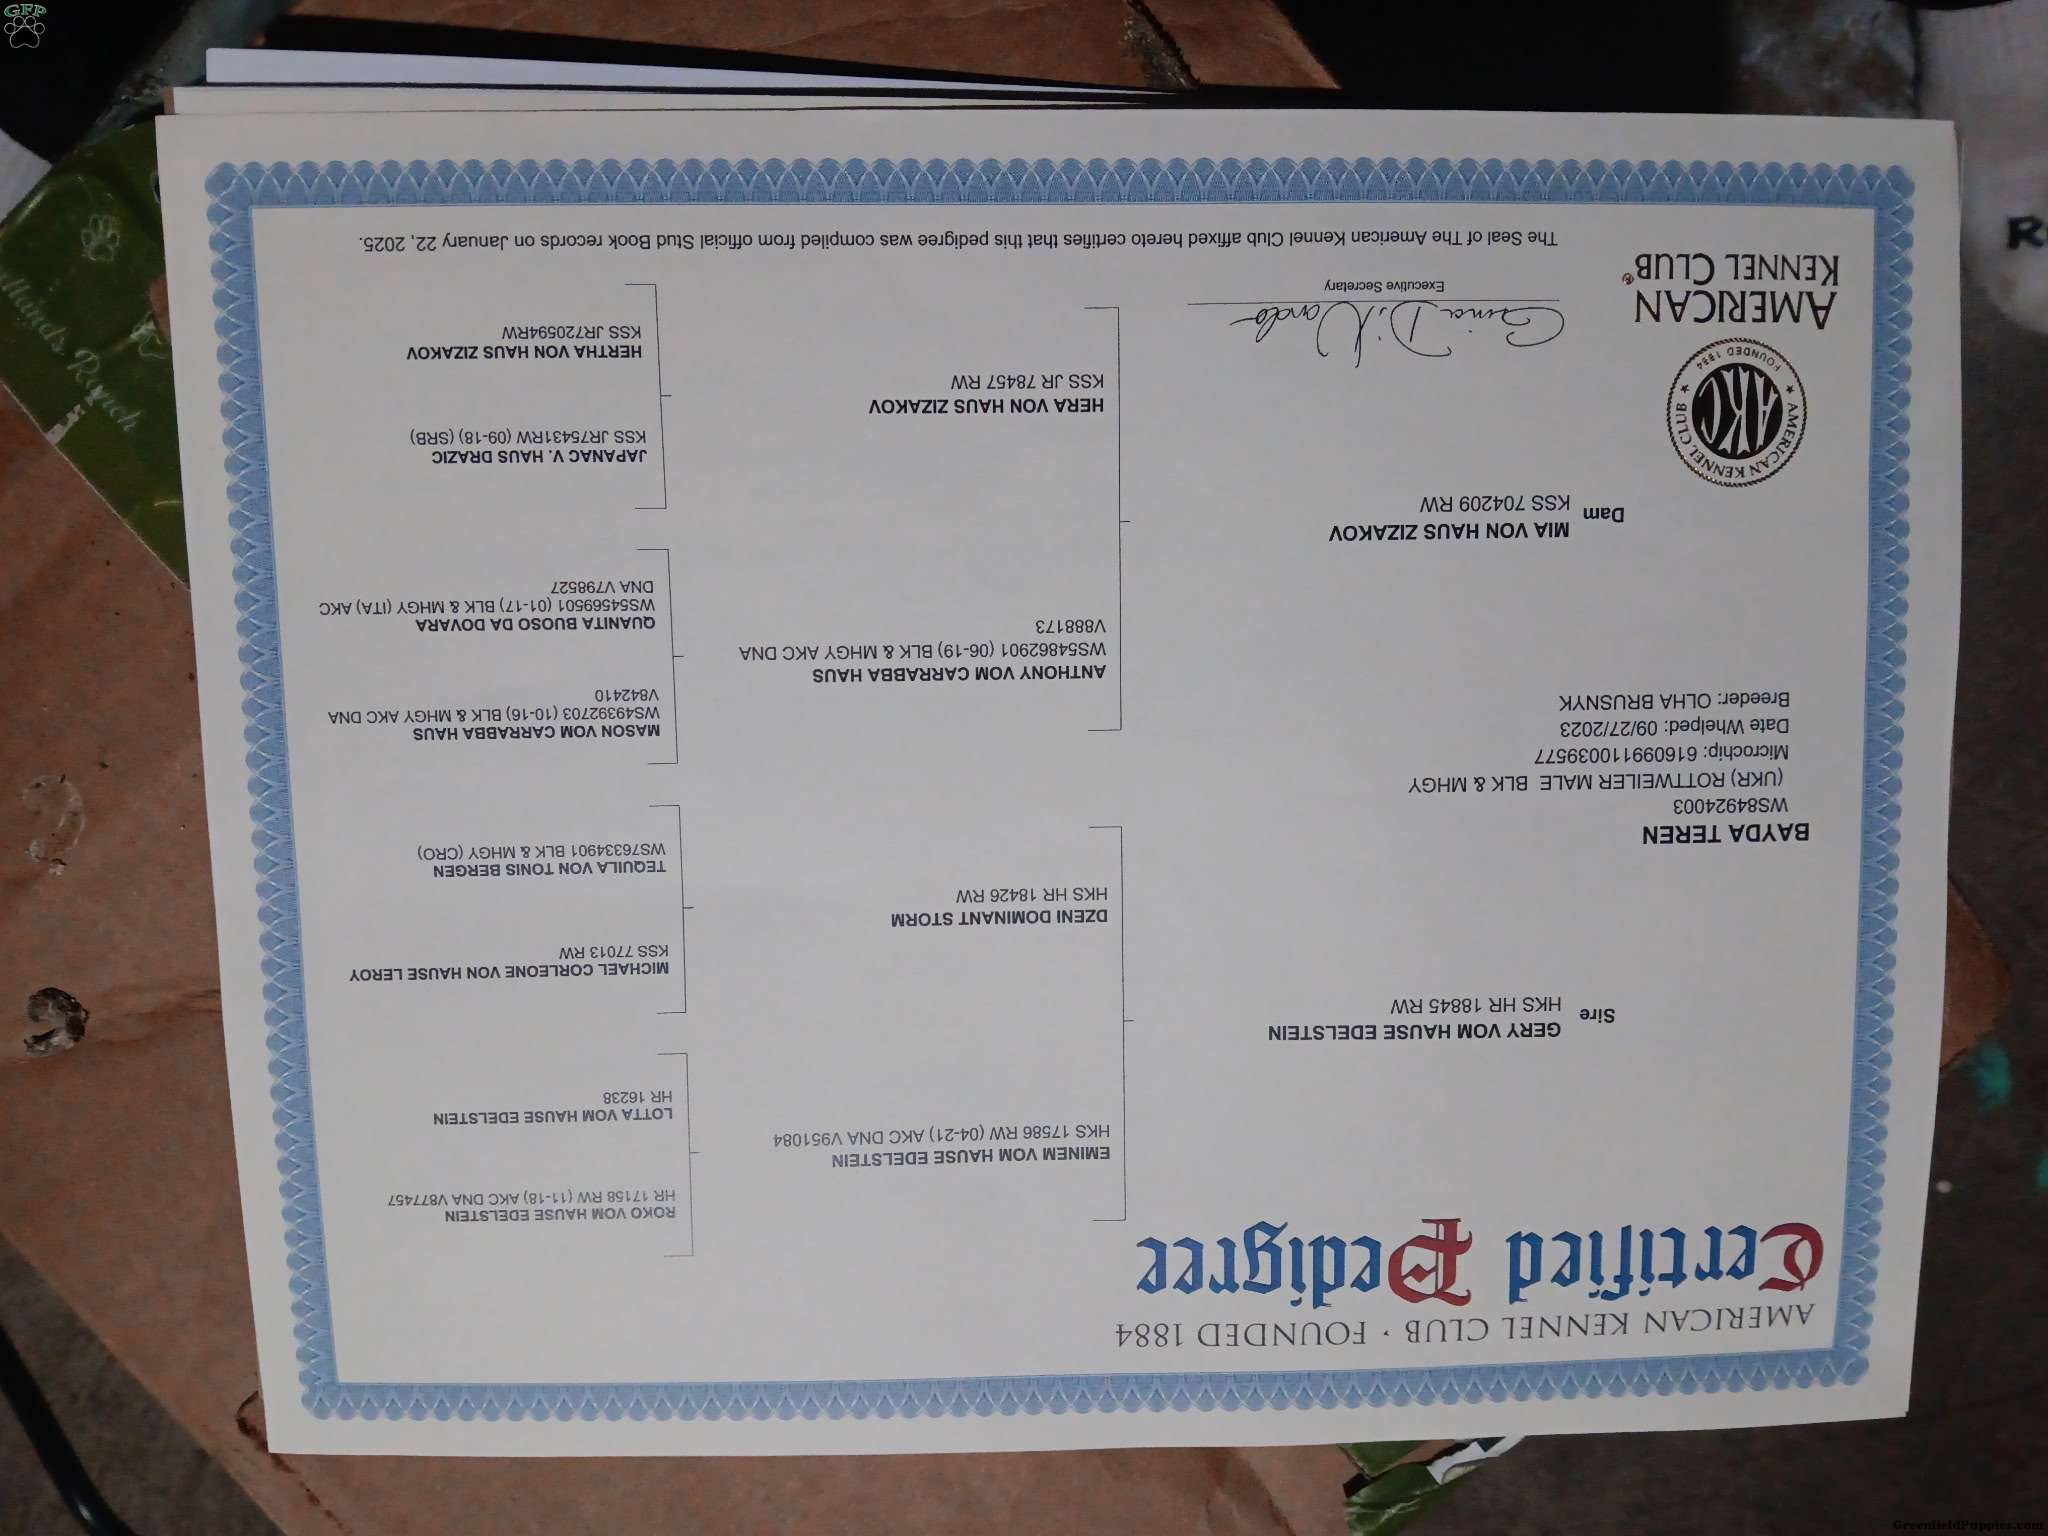 AMERICAN KENNEL CLUB · FOUNDED 1884
Certified Pedigree
BAYDA TEREN
WS84924003
(UKR) ROTTWEILER MALE BLK & MHGY
Microchip: 616099110039577
Date Whelped: 09/27/2023
Breeder: OLHA BRUSNYK
Sire
GERY VOM HAUSE EDELSTEIN
HKS HR 18845 RW
Dam
MIA VON HAUS ZIZAKOV
KSS 704209 RW
EMINEM VOM HAUSE EDELSTEIN
HKS 17586 RW (04-21) AKC DNA V951084
DZENI DOMINANT STORM
HKS HR 18426 RW
ANTHONY VOM CARRABBA HAUS
WS54862901 (06-19) BLK & MHGY AKC DNA
V888173
HERA VON HAUS ZIZAKOV
KSS JR 78457 RW
ROKO VOM HAUSE EDELSTEIN
HR 17158 RW (11-18) AKC DNA V877457
LOTTA VOM HAUSE EDELSTEIN
HR 16238
MICHAEL CORLEONE VON HAUSE LEROY
KSS 77013 RW
TEQUILA VON TONIS BERGEN
WS76334901 BLK & MHGY (CRO)
MASON VOM CARRABBA HAUS
WS49392703 (10-16) BLK & MHGY AKC DNA
V842410
QUANITA BUOSO DA DOVARA
WS54569501 (01-17) BLK & MHGY (ITA) AKC
DNA V798527
JAPANAC V. HAUS DRAZIC
KSS JR75431RW (09-18) (SRB)
HERTHA VON HAUS ZIZAKOV
KSS JR720594RW
AMERICAN KENNEL CLUB
★ FOUNDED 1884 ★
AKC
AMERICAN
KENNEL CLUB®
Gina DiNardo
Executive Secretary
The Seal of The American Kennel Club affixed hereto certifies that this pedigree was compiled from official Stud Book records on January 22, 2025.
GFP
Hands Ranch
GreenfieldPuppies.com